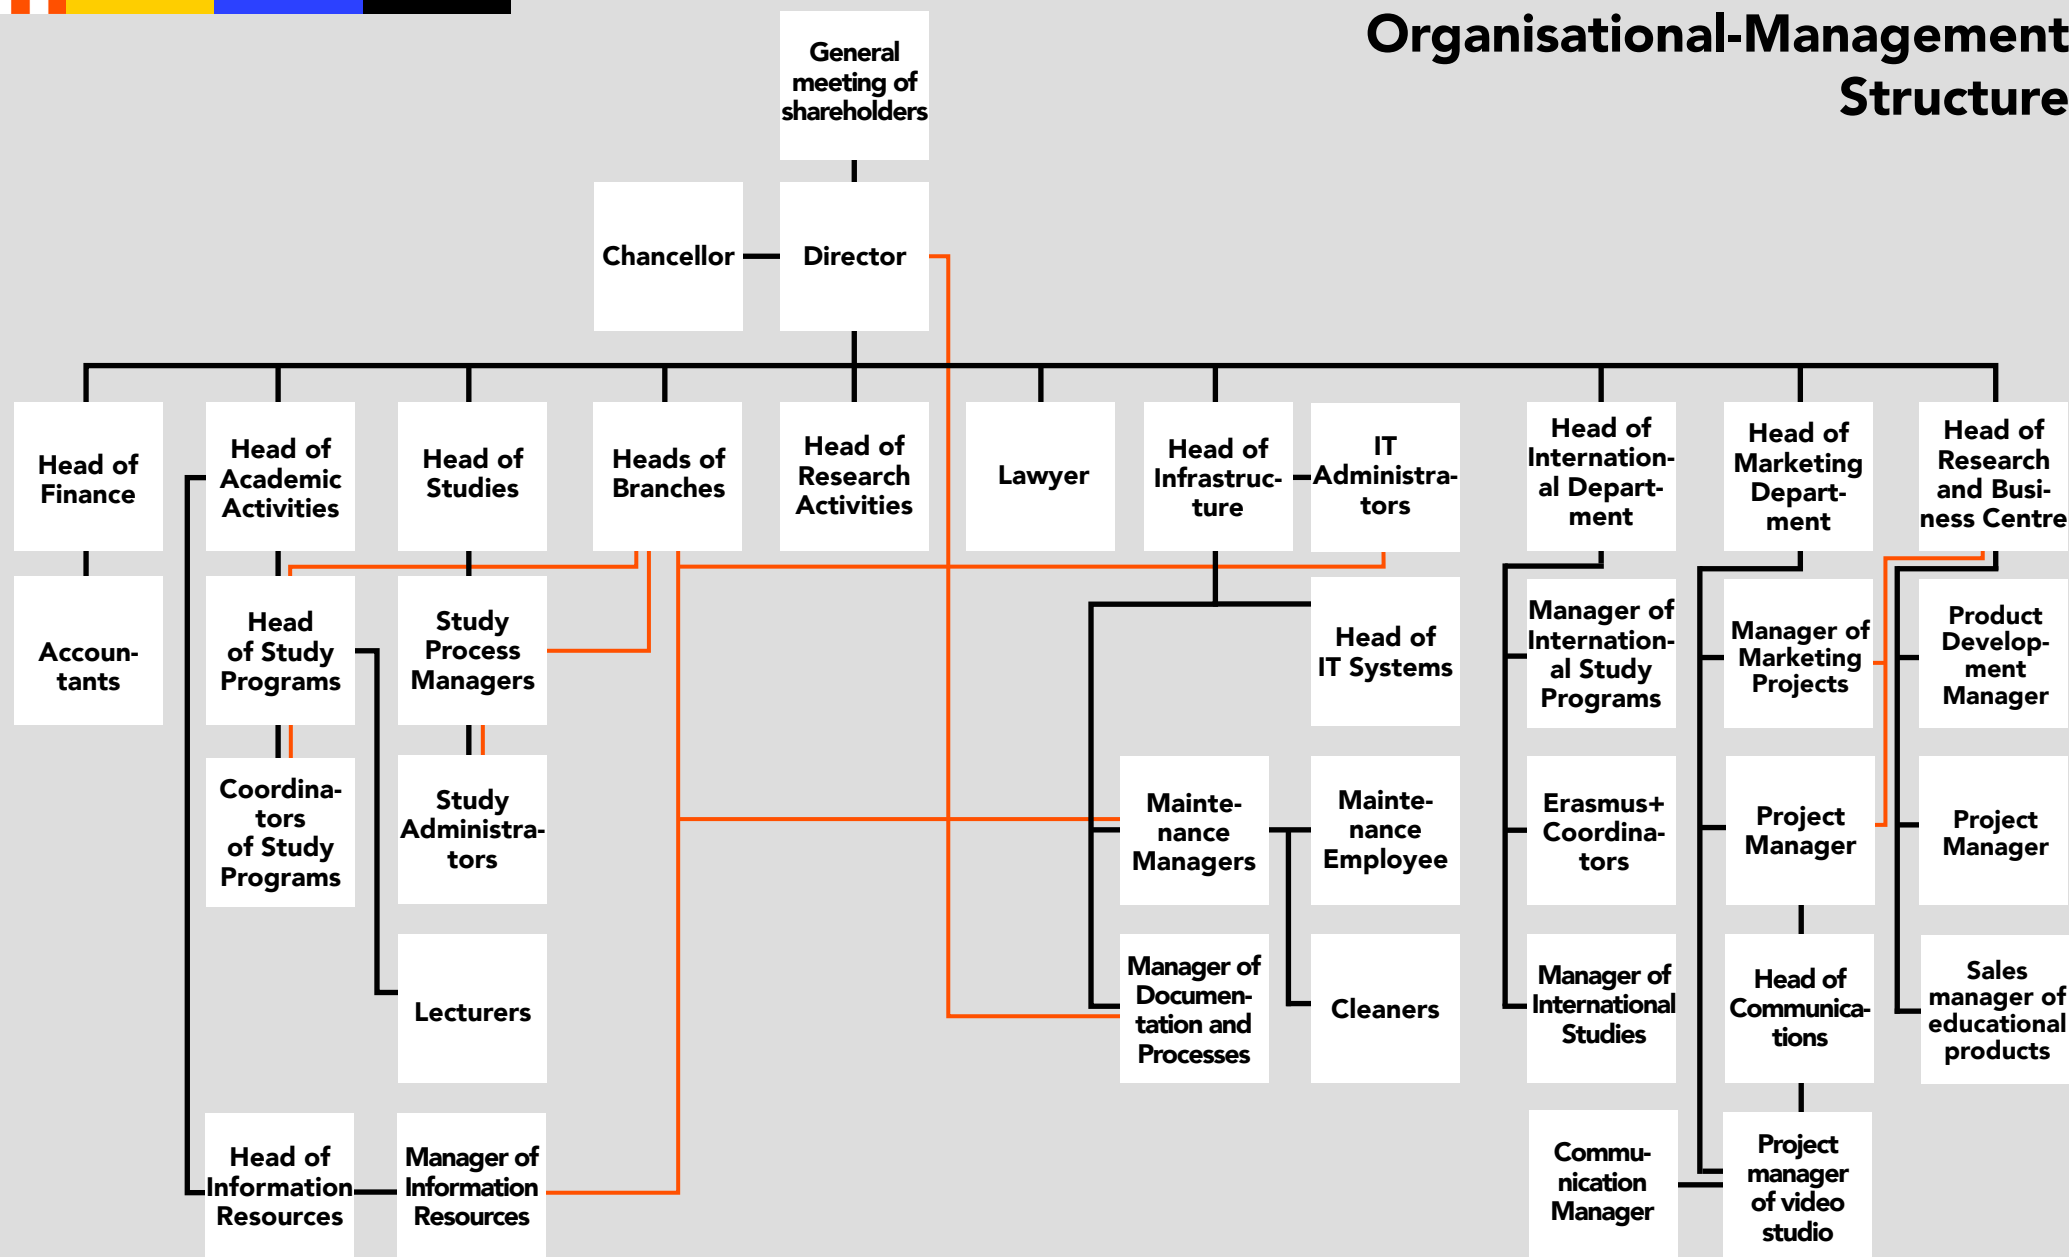 Organisational-Management
Structure
General
meeting of
shareholders
Chancellor
Director
Head of
Finance
Head of
Academic
Activities
Head of
Studies
Heads of
Branches
Head of
Research
Activities
Lawyer
Head of
Infrastruc-
ture
IT
Administra-
tors
Head of
Internation-
al Depart-
ment
Head of
Marketing
Depart-
ment
Head of
Research
and Busi-
ness Centre
Accoun-
tants
Head
of Study
Programs
Study
Process
Managers
Head of
IT Systems
Manager of
Internation-
al Study
Programs
Manager of
Marketing
Projects
Product
Develop-
ment
Manager
Coordina-
tors
of Study
Programs
Study
Administra-
tors
Mainte-
nance
Managers
Mainte-
nance
Employee
Erasmus+
Coordina-
tors
Project
Manager
Project
Manager
Lecturers
Manager of
Documen-
tation and
Processes
Cleaners
Manager of
International
Studies
Head of
Communica-
tions
Sales
manager of
educational
products
Head of
Information
Resources
Manager of
Information
Resources
Commu-
nication
Manager
Project
manager
of video
studio